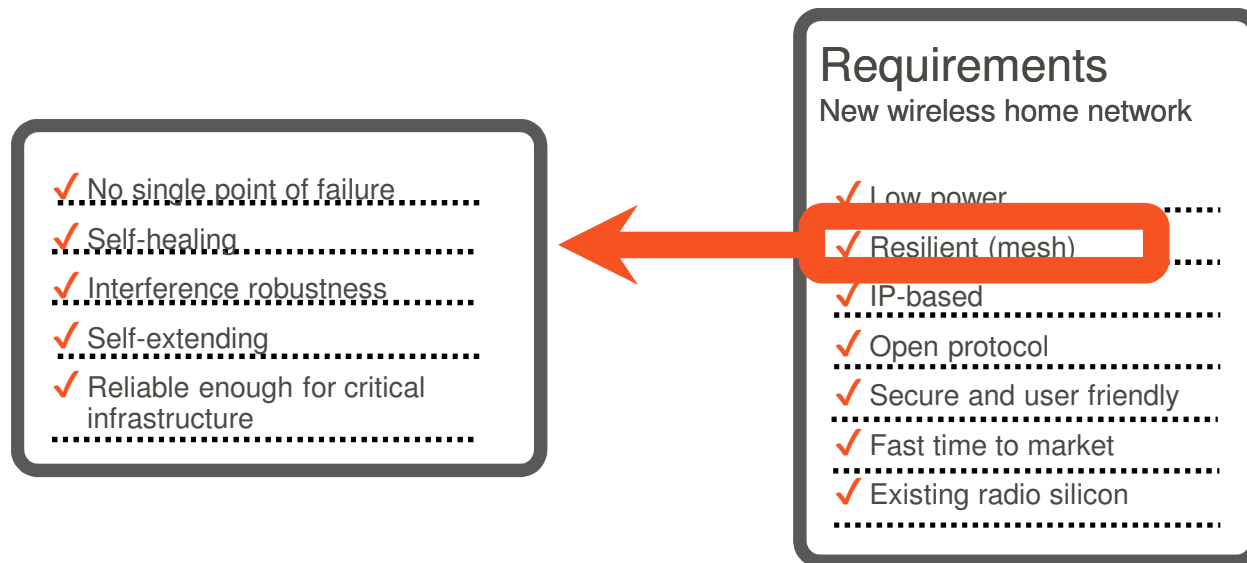 No single point of failure
Self-healing
Interference robustness
Self-extending
Reliable enough for critical
infrastructure
Requirements
New wireless home network
Low power
Resilient (mesh)
IP-based
Open protocol
Secure and user friendly
Fast time to market
Existing radio silicon